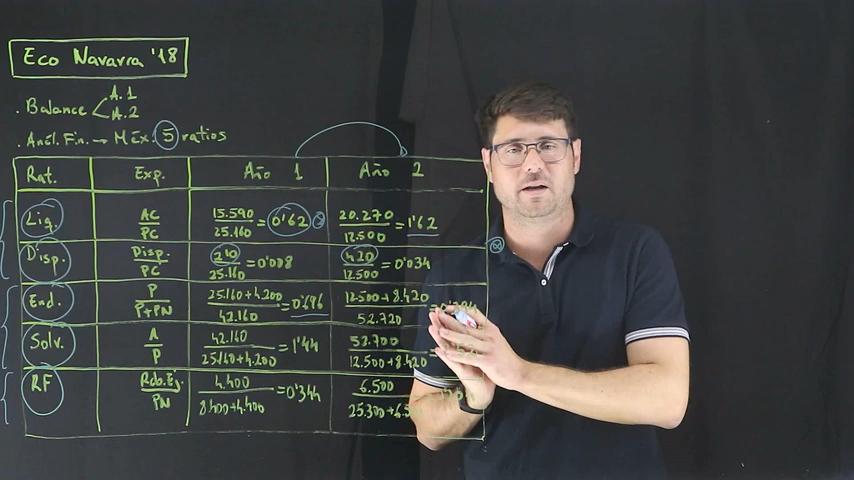 Eco Navarra '18
. Balance A.1
A.2
. Anál. Fin. → Máx. 5 ratios
Rat. Exp. Año 1 Año 2
Liq. AC/PC 15.590/25.160 = 0'62 20.270/12.500 = 1'62
Disp. Disp./PC 210/25.160 = 0'008 420/12.500 = 0'034
End. P/P+PN 25.160+4.200/42.160 = 0'696 12.500+8.420/52.720
Solv. A/P 42.160/25.160+4.200 = 1'44 52.700/12.500+8.420
RF Rdo. Ej./PN 4.400/8.400+4.400 = 0'344 6.500/25.300+6.5